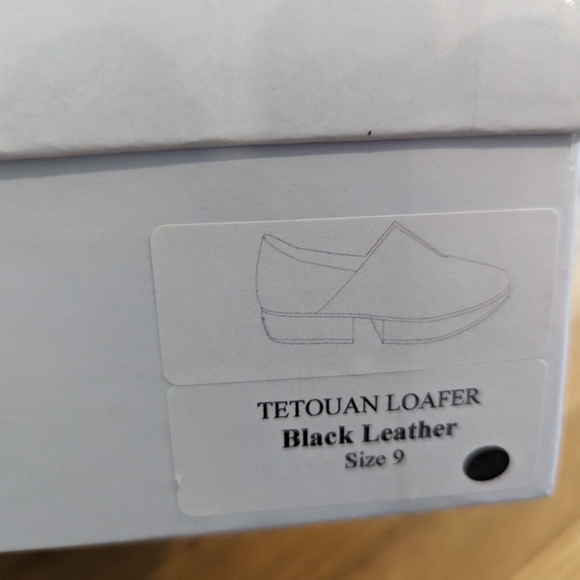 TETOUAN LOAFER
Black Leather
Size 9